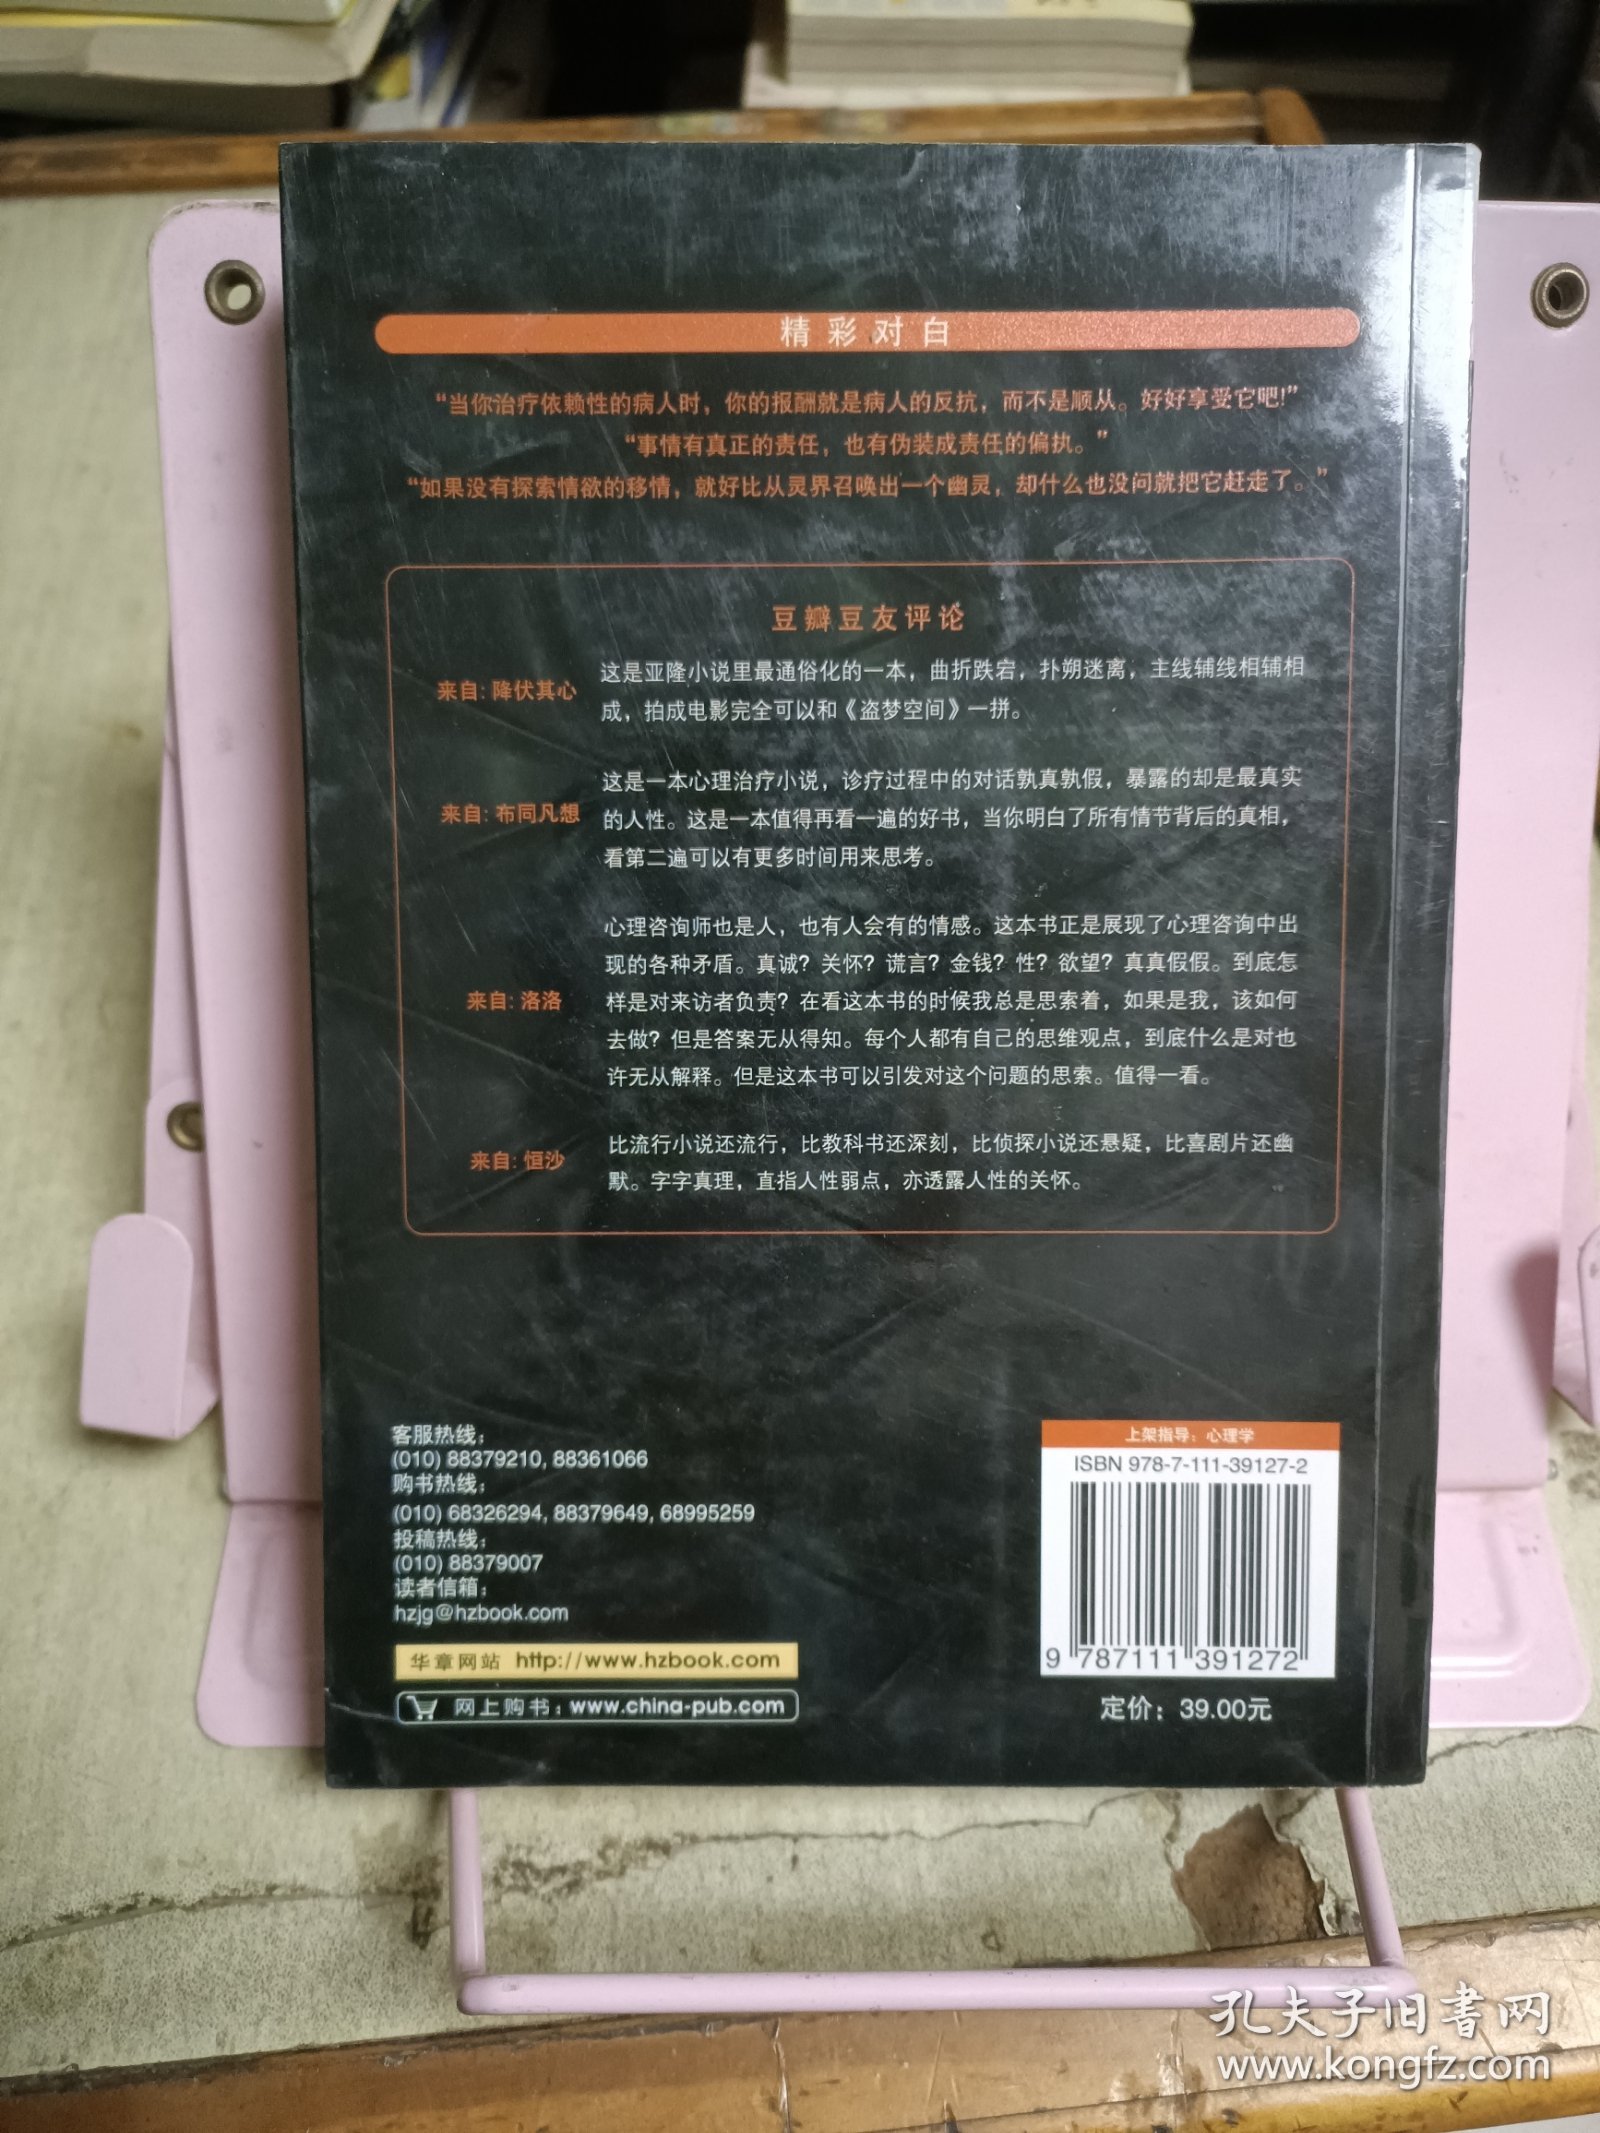 精彩对白
“当你治疗依赖性的病人时，你的报酬就是病人的反抗，而不是顺从。好好享受它吧！”
“事情有真正的责任，也有伪装成责任的偏执。”
“如果没有探索情欲的移情，就好比从灵界召唤出一个幽灵，却什么也没问就把它赶走了。”
豆瓣豆友评论
来自：降伏其心
这是亚隆小说里最通俗化的一本，曲折跌宕，扑朔迷离，主线辅线相辅相
成，拍成电影完全可以和《盗梦空间》一拼。
来自：布同凡想
这是一本心理治疗小说，诊疗过程中的对话孰真孰假，暴露的却是最真实
的人性。这是一本值得再看一遍的好书，当你明白了所有情节背后的真相，
看第二遍可以有更多时间用来思考。
来自：洛洛
心理咨询师也是人，也有人会有的情感。这本书正是展现了心理咨询中出
现的各种矛盾。真诚？关怀？谎言？金钱？性？欲望？真真假假。到底怎
样是对来访者负责？在看这本书的时候我总是思索着，如果是我，该如何
去做？但是答案无从得知。每个人都有自己的思维观点，到底什么是对也
许无从解释。但是这本书可以引发对这个问题的思索。值得一看。
来自：恒沙
比流行小说还流行，比教科书还深刻，比侦探小说还悬疑，比喜剧片还幽
默。字字真理，直指人性弱点，亦透露人性的关怀。
客服热线：
(010) 88379210, 88361066
购书热线：
(010) 68326294, 88379649, 68995259
投稿热线：
(010) 88379007
读者信箱：
hzjg@hzbook.com
华章网站 http://www.hzbook.com
网上购书：www.china-pub.com
上架指导：心理学
ISBN 978-7-111-39127-2
9 787111 391272
定价：39.00元
孔夫子旧书网
www.kongfz.com